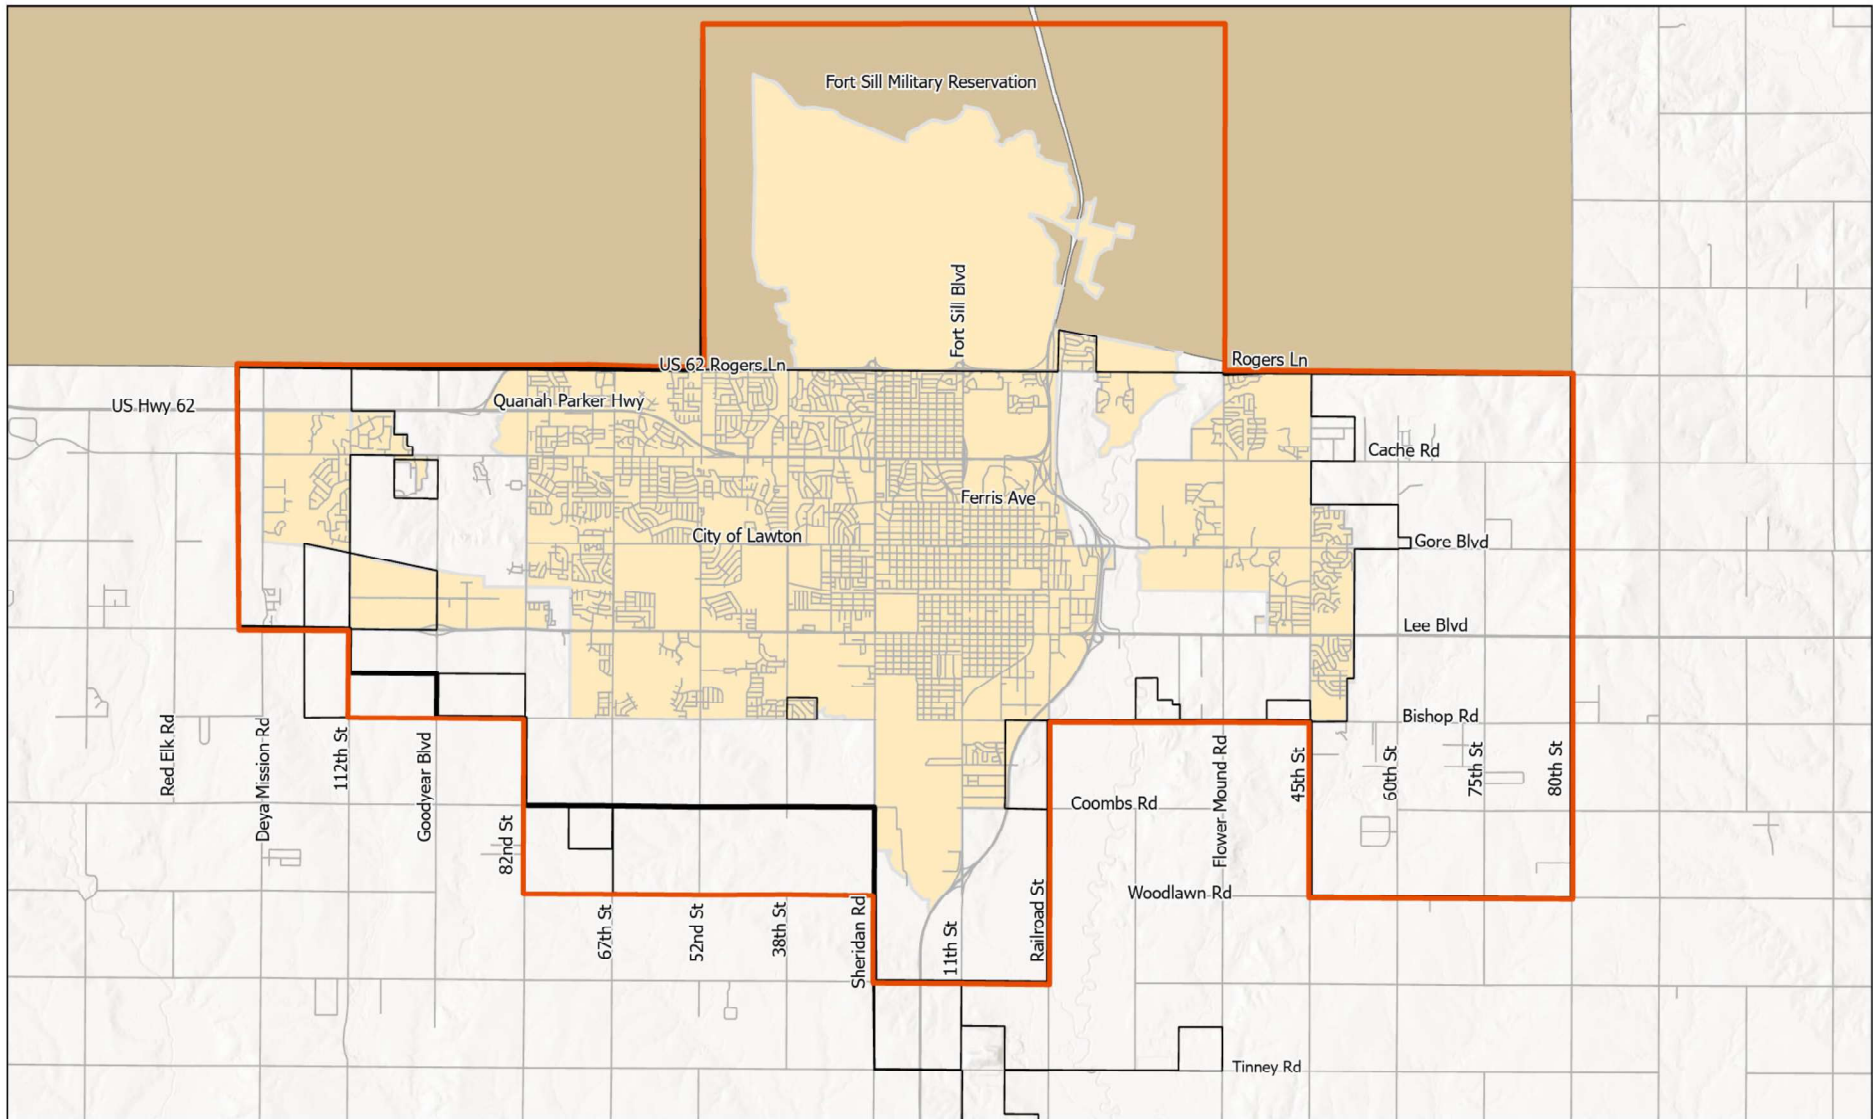 Fort Sill Military Reservation
Fort Sill Blvd
US 62 Rogers Ln
Rogers Ln
US Hwy 62
Quanah Parker Hwy
Cache Rd
Ferris Ave
City of Lawton
Gore Blvd
Lee Blvd
Bishop Rd
Red Elk Rd
Deya Mission Rd
112th St
Goodyear Blvd
82nd St
67th St
52nd St
38th St
Sheridan Rd
11th St
Railroad St
Coombs Rd
Flower Mound Rd
45th St
60th St
75th St
80th St
Woodlawn Rd
Tinney Rd